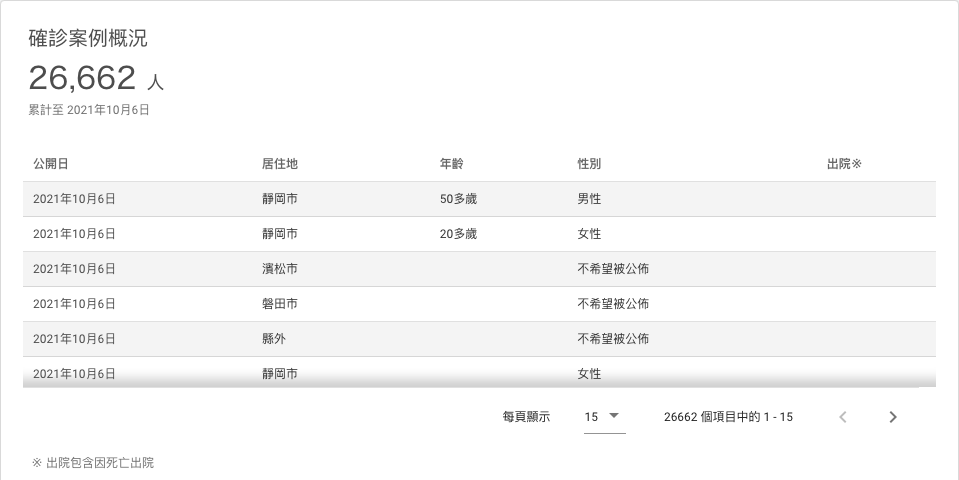 確診案例概況
26,662 人
累計至 2021年10月6日
公開日 居住地 年齡 性別 出院※
2021年10月6日 靜岡市 50多歲 男性
2021年10月6日 靜岡市 20多歲 女性
2021年10月6日 濱松市 不希望被公佈
2021年10月6日 磐田市 不希望被公佈
2021年10月6日 縣外 不希望被公佈
2021年10月6日 靜岡市 女性
每頁顯示 15 26662 個項目中的 1 - 15
※ 出院包含因死亡出院